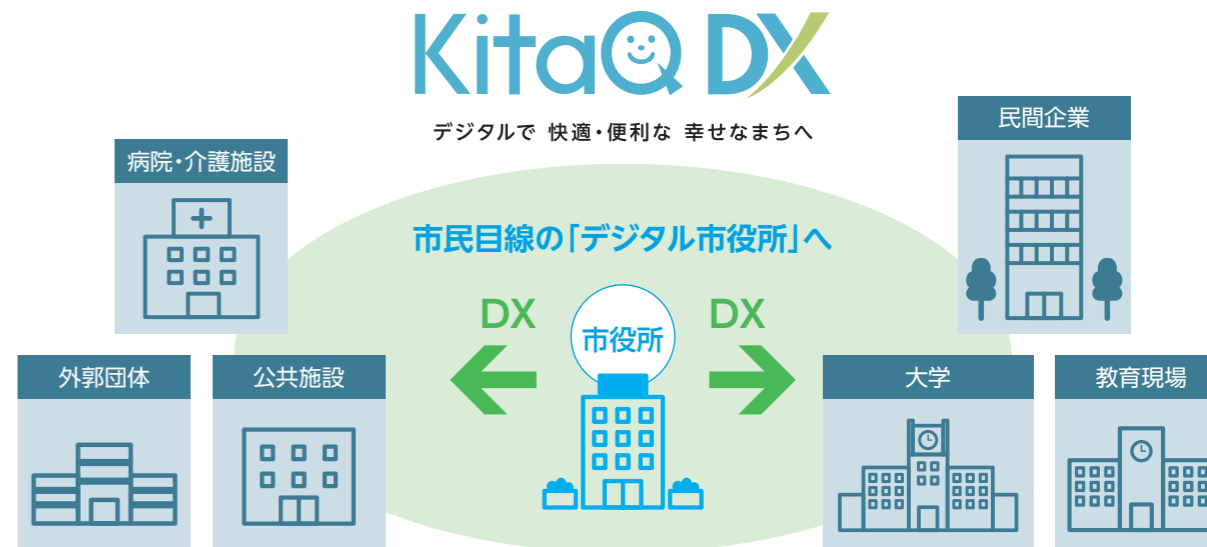 KitaQ DX
デジタルで 快適・便利な 幸せなまちへ
民間企業
病院・介護施設
市民目線の「デジタル市役所」へ
DX
DX
市役所
外郭団体
公共施設
大学
教育現場